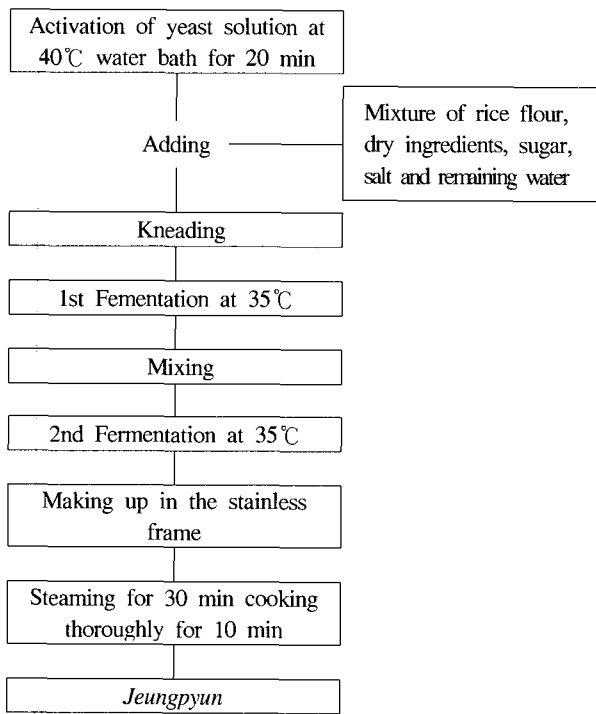 Activation of yeast solution at
40℃ water bath for 20 min
Adding
Mixture of rice flour,
dry ingredients, sugar,
salt and remaining water
Kneading
1st Fementation at 35℃
Mixing
2nd Fermentation at 35℃
Making up in the stainless
frame
Steaming for 30 min cooking
thoroughly for 10 min
Jeungpyun